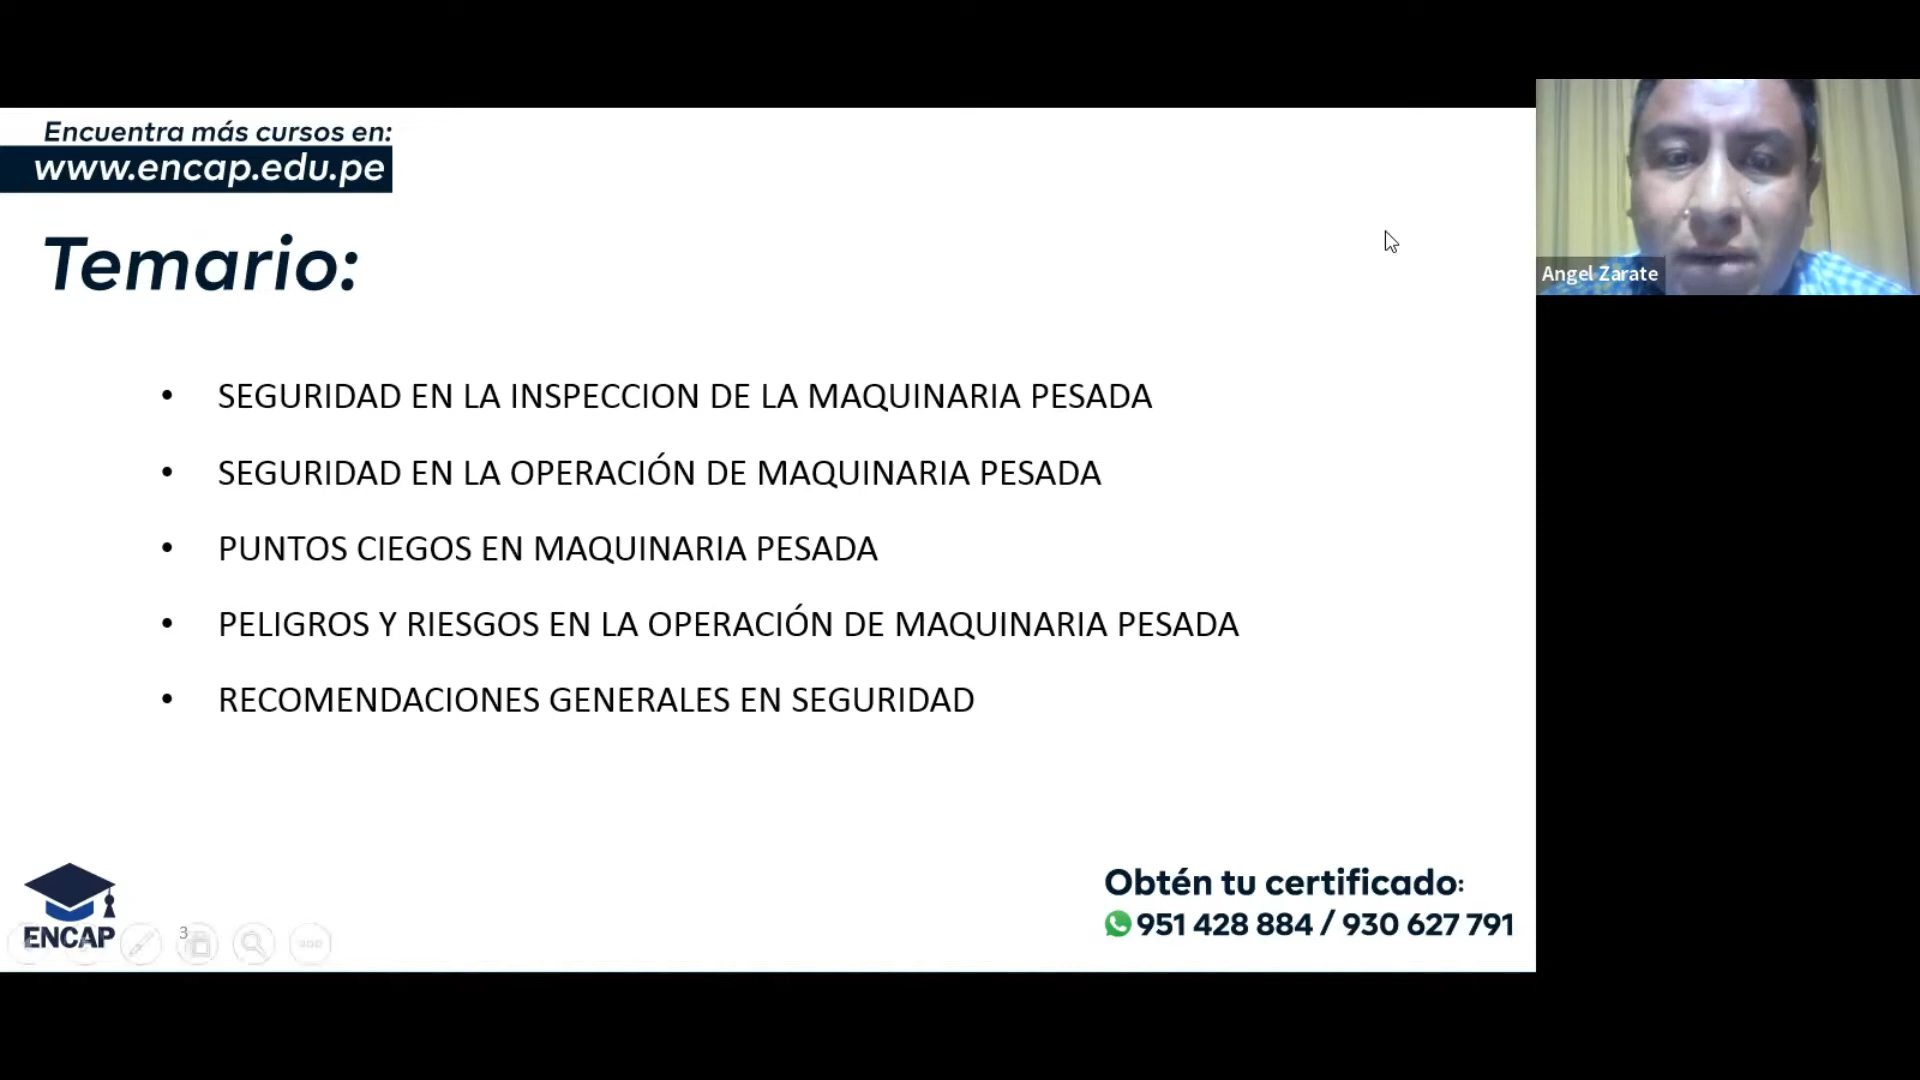 Encuentra más cursos en:
www.encap.edu.pe
Temario:
• SEGURIDAD EN LA INSPECCION DE LA MAQUINARIA PESADA
• SEGURIDAD EN LA OPERACIÓN DE MAQUINARIA PESADA
• PUNTOS CIEGOS EN MAQUINARIA PESADA
• PELIGROS Y RIESGOS EN LA OPERACIÓN DE MAQUINARIA PESADA
• RECOMENDACIONES GENERALES EN SEGURIDAD
Angel Zarate
ENCAP
3
Obtén tu certificado:
951 428 884 / 930 627 791